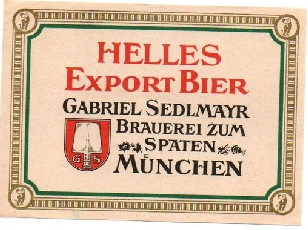 HELLES
EXPORT BIER
GABRIEL SEDLMAYR
BRAUEREI ZUM
SPATEN
MÜNCHEN
G S